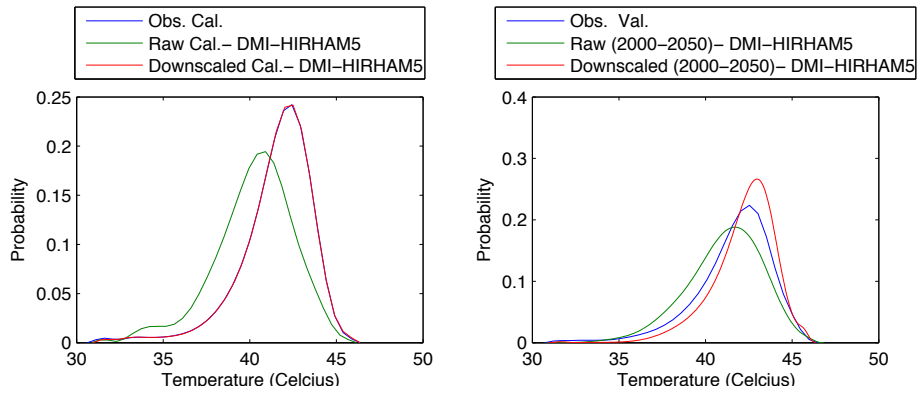 Obs. Cal.
Raw Cal.– DMI–HIRHAM5
Downscaled Cal.– DMI–HIRHAM5
0.25
0.2
0.15
0.1
0.05
0
30
35
40
45
50
Probability
Temperature (Celcius)
Obs. Val.
Raw (2000–2050)– DMI–HIRHAM5
Downscaled (2000–2050)– DMI–HIRHAM5
0.4
0.3
0.2
0.1
0
30
35
40
45
50
Probability
Temperature (Celcius)